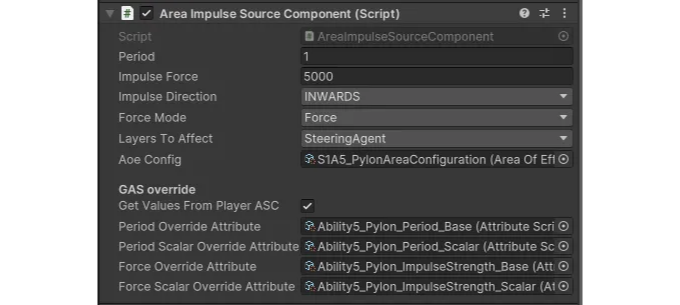 Area Impulse Source Component (Script)
Script AreaImpulseSourceComponent
Period 1
Impulse Force 5000
Impulse Direction INWARDS
Force Mode Force
Layers To Affect SteeringAgent
Aoe Config S1A5_PylonAreaConfiguration (Area Of Eff
GAS override
Get Values From Player ASC
Period Override Attribute Ability5_Pylon_Period_Base (Attribute Scri
Period Scalar Override Attribute Ability5_Pylon_Period_Scalar (Attribute Sc
Force Override Attribute Ability5_Pylon_ImpulseStrength_Base (Att
Force Scalar Override Attribute Ability5_Pylon_ImpulseStrength_Scalar (At